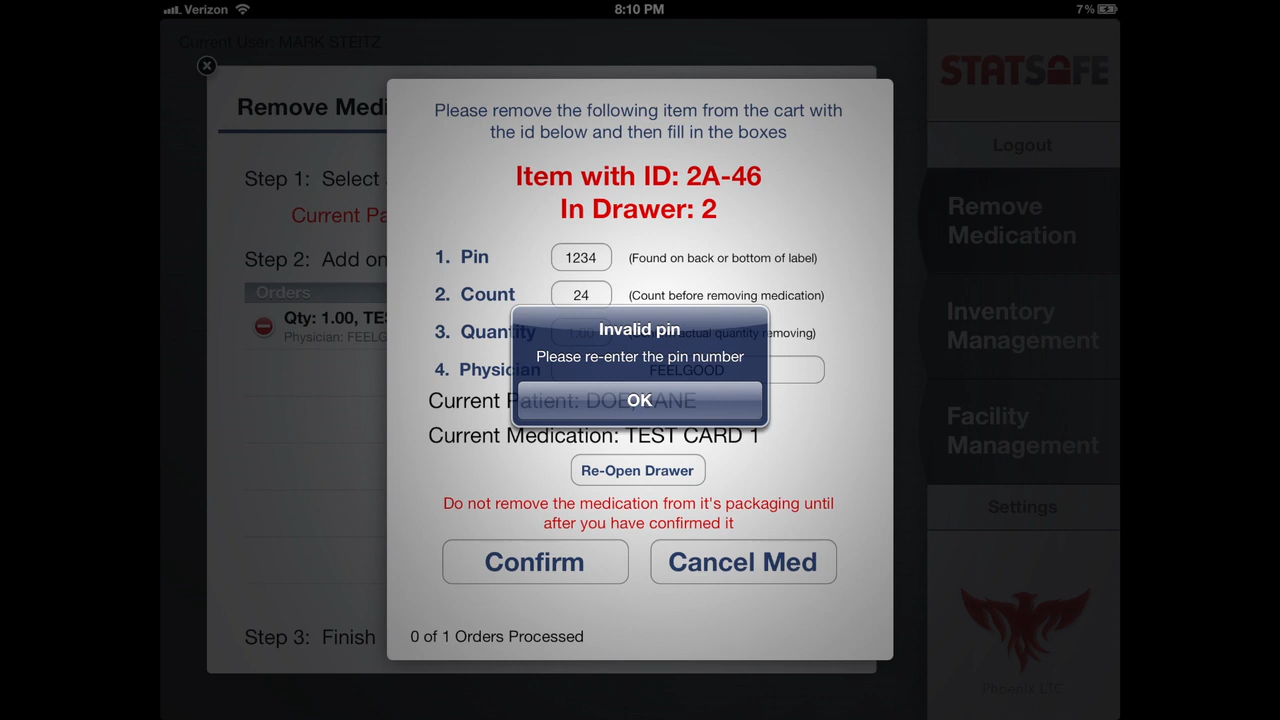 Verizon
8:10 PM
7%
Current User: MARK STEITZ
STATSAFE
Logout
Remove
Medication
Inventory
Management
Facility
Management
Settings
Phoenix LTC
Remove Medi
Step 1: Select
Current Pa
Step 2: Add on
Orders
Qty: 1.00, TES
Physician: FEELG
Step 3: Finish
Please remove the following item from the cart with
the id below and then fill in the boxes
Item with ID: 2A-46
In Drawer: 2
1. Pin 1234 (Found on back or bottom of label)
2. Count 24 (Count before removing medication)
3. Quantity 1.00 actual quantity removing)
4. Physician FEELGOOD
Current Patient: DOE, JANE
Current Medication: TEST CARD 1
Re-Open Drawer
Do not remove the medication from it's packaging until
after you have confirmed it
Confirm
Cancel Med
0 of 1 Orders Processed
Invalid pin
Please re-enter the pin number
OK